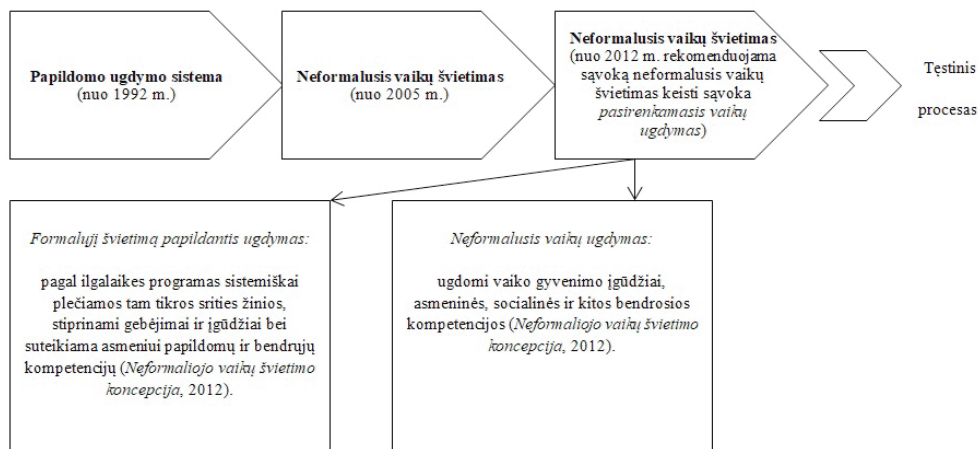 Papildomo ugdymo sistema
(nuo 1992 m.)
Neformalusis vaikų švietimas
(nuo 2005 m.)
Neformalusis vaikų švietimas
(nuo 2012 m. rekomenduojama
sąvoką neformalusis vaikų
švietimas keisti sąvoka
pasirenkamasis vaikų
ugdymas)
Tęstinis
procesas
Formalųjį švietimą papildantis ugdymas:
pagal ilgalaikes programas sistemiškai
plečiamos tam tikros srities žinios,
stiprinami gebėjimai ir įgūdžiai bei
suteikiama asmeniui papildomų ir bendrųjų
kompetencijų (Neformaliojo vaikų švietimo
koncepcija, 2012).
Neformalusis vaikų ugdymas:
ugdomi vaiko gyvenimo įgūdžiai,
asmeninės, socialinės ir kitos bendrosios
kompetencijos (Neformaliojo vaikų švietimo
koncepcija, 2012).